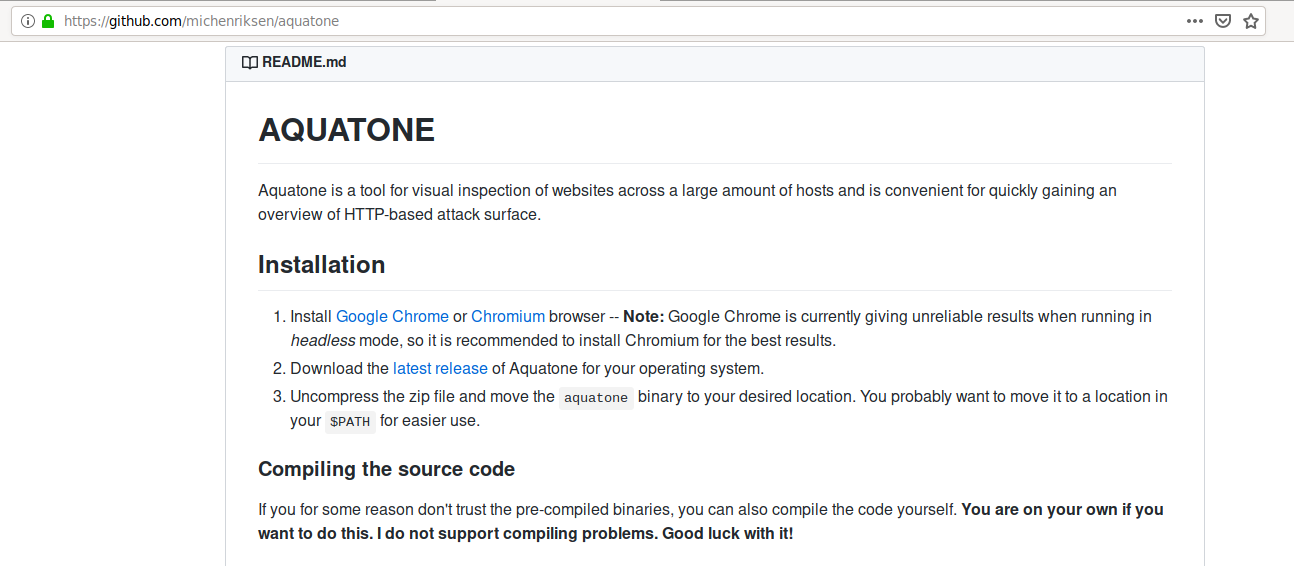 https://github.com/michenriksen/aquatone
README.md
AQUATONE
Aquatone is a tool for visual inspection of websites across a large amount of hosts and is convenient for quickly gaining an
overview of HTTP-based attack surface.
Installation
1. Install Google Chrome or Chromium browser -- Note: Google Chrome is currently giving unreliable results when running in
headless mode, so it is recommended to install Chromium for the best results.
2. Download the latest release of Aquatone for your operating system.
3. Uncompress the zip file and move the aquatone binary to your desired location. You probably want to move it to a location in
your $PATH for easier use.
Compiling the source code
If you for some reason don't trust the pre-compiled binaries, you can also compile the code yourself. You are on your own if you
want to do this. I do not support compiling problems. Good luck with it!